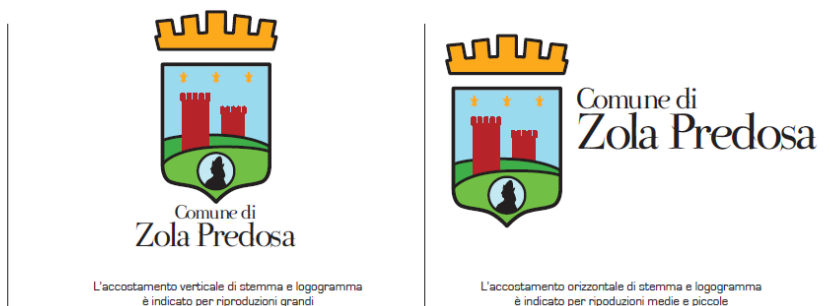 Comune di
Zola Predosa
L'accostamento verticale di stemma e logogramma
è indicato per riproduzioni grandi
Comune di
Zola Predosa
L'accostamento orizzontale di stemma e logogramma
è indicato per ripoduzioni medie e piccole